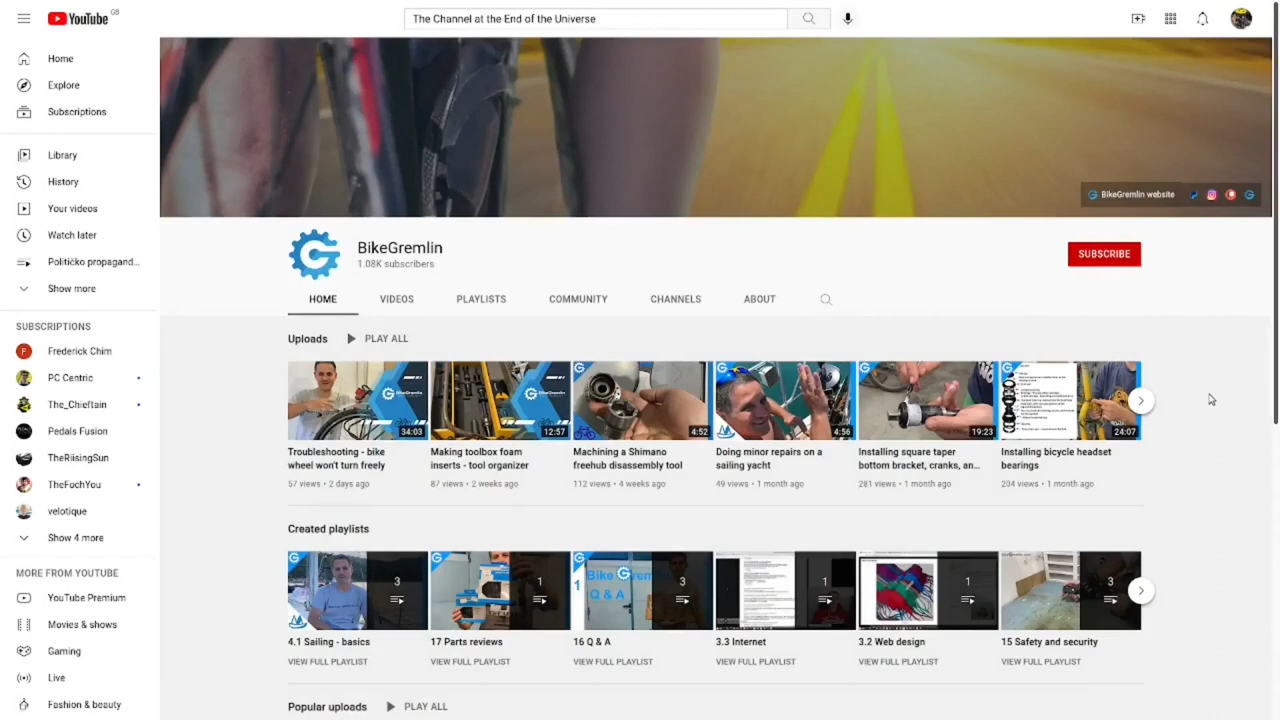 YouTube GB
The Channel at the End of the Universe
Home
Explore
Subscriptions
Library
History
Your videos
Watch later
Političko propagand...
Show more
SUBSCRIPTIONS
Frederick Chim
PC Centric
The_Chieftain
Pedals Fusion
TheRiisingSun
TheFochYou
velotique
Show 4 more
MORE FROM YOUTUBE
YouTube Premium
Movies & shows
Gaming
Live
Fashion & beauty
BikeGremlin website
BikeGremlin
1.08K subscribers
SUBSCRIBE
HOME VIDEOS PLAYLISTS COMMUNITY CHANNELS ABOUT
Uploads PLAY ALL
BikeGremlin
34:03
BikeGremlin
12:57
4:52
4:56
19:23
24:07
Troubleshooting - bike
wheel won't turn freely
57 views • 2 days ago
Making toolbox foam
inserts - tool organizer
87 views • 2 weeks ago
Machining a Shimano
freehub disassembly tool
112 views • 4 weeks ago
Doing minor repairs on a
sailing yacht
49 views • 1 month ago
Installing square taper
bottom bracket, cranks, an...
281 views • 1 month ago
Installing bicycle headset
bearings
204 views • 1 month ago
Created playlists
3
1
1 Bike Gremlin
Q & A
3
1
1
3
4.1 Sailing - basics
VIEW FULL PLAYLIST
17 Parts reviews
VIEW FULL PLAYLIST
16 Q & A
VIEW FULL PLAYLIST
3.3 Internet
VIEW FULL PLAYLIST
3.2 Web design
VIEW FULL PLAYLIST
15 Safety and security
VIEW FULL PLAYLIST
Popular uploads PLAY ALL